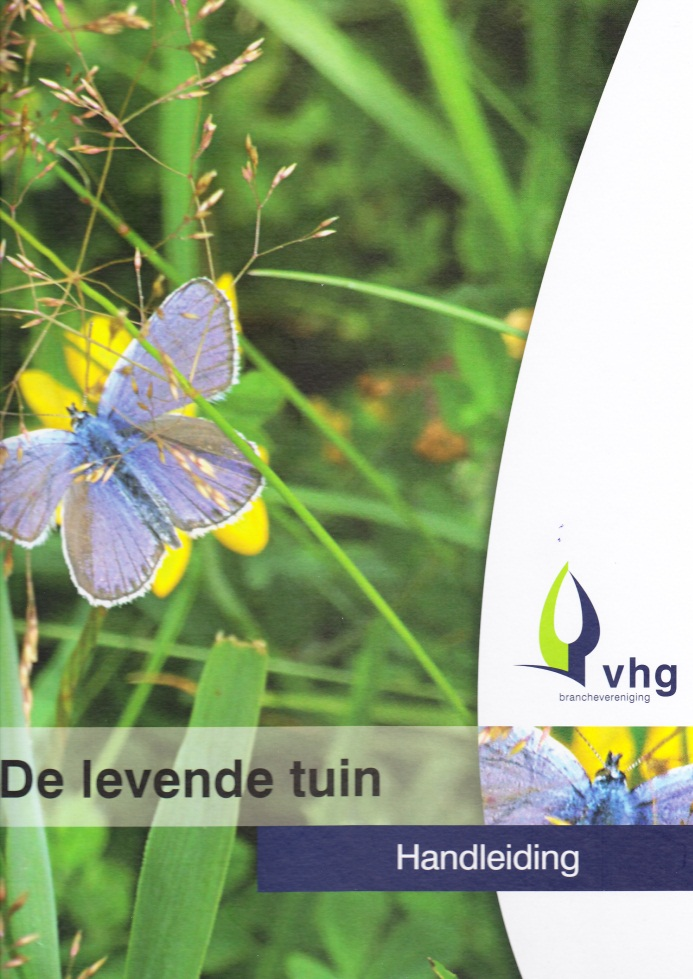 vhg
branchevereniging
De levende tuin
Handleiding